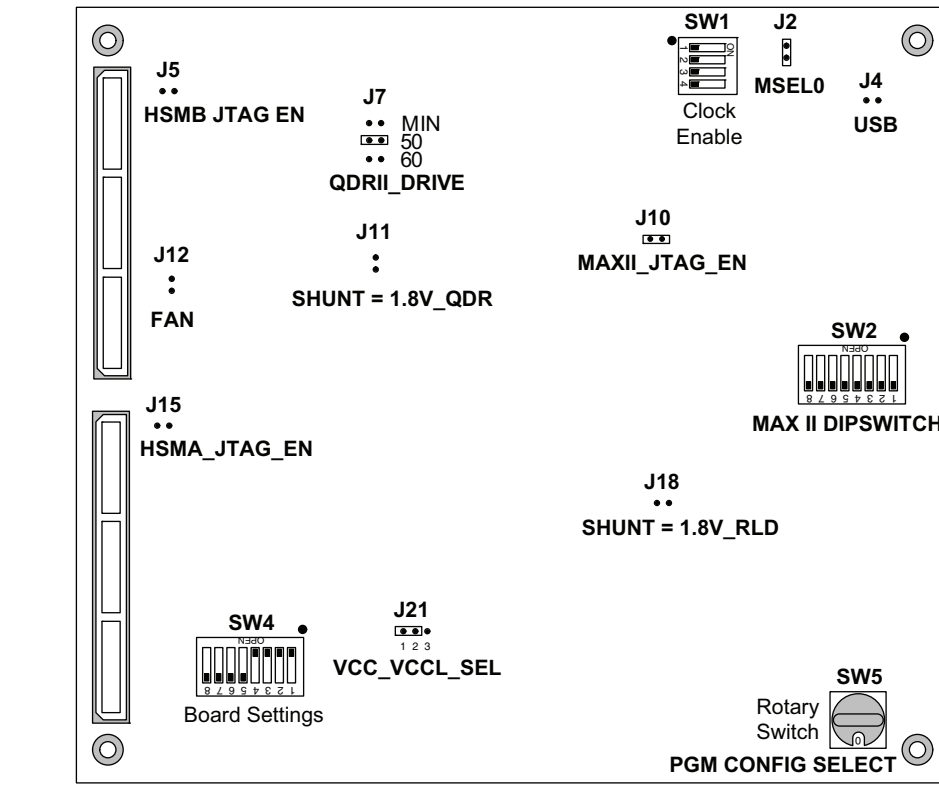 SW1
ON
1
2
3
4
Clock
Enable
J2
MSEL0
J4
USB
J5
HSMB JTAG EN
J7
MIN
50
60
QDRII_DRIVE
J10
MAXII_JTAG_EN
J11
SHUNT = 1.8V_QDR
J12
FAN
SW2
OPEN
8 7 6 5 4 3 2 1
MAX II DIPSWITCH
J15
HSMA_JTAG_EN
J18
SHUNT = 1.8V_RLD
SW4
OPEN
8 7 6 5 4 3 2 1
Board Settings
J21
1 2 3
VCC_VCCL_SEL
SW5
Rotary
Switch
0
PGM CONFIG SELECT